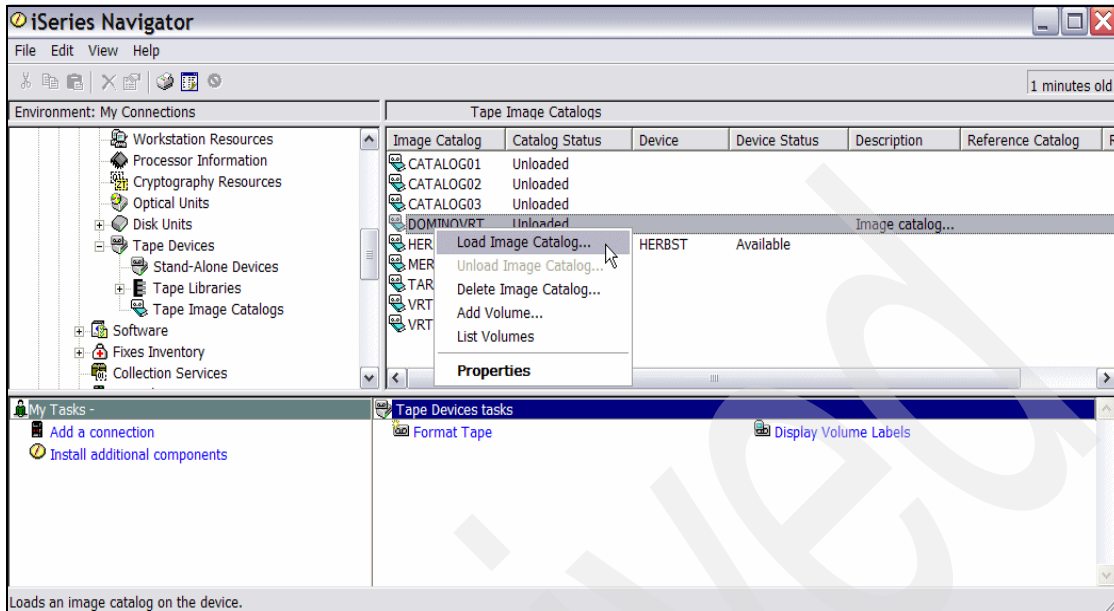 iSeries Navigator
File Edit View Help
1 minutes old
Environment: My Connections
Tape Image Catalogs
Workstation Resources
Processor Information
Cryptography Resources
Optical Units
Disk Units
Tape Devices
Stand-Alone Devices
Tape Libraries
Tape Image Catalogs
Software
Fixes Inventory
Collection Services
Image Catalog Catalog Status Device Device Status Description Reference Catalog
CATALOG01 Unloaded
CATALOG02 Unloaded
CATALOG03 Unloaded
DOMINOVRT Unloaded Image catalog...
HER HERBST Available
MER
TAR
VRT
VRT
Load Image Catalog...
Unload Image Catalog...
Delete Image Catalog...
Add Volume...
List Volumes
Properties
My Tasks -
Add a connection
Install additional components
Tape Devices tasks
Format Tape
Display Volume Labels
Loads an image catalog on the device.